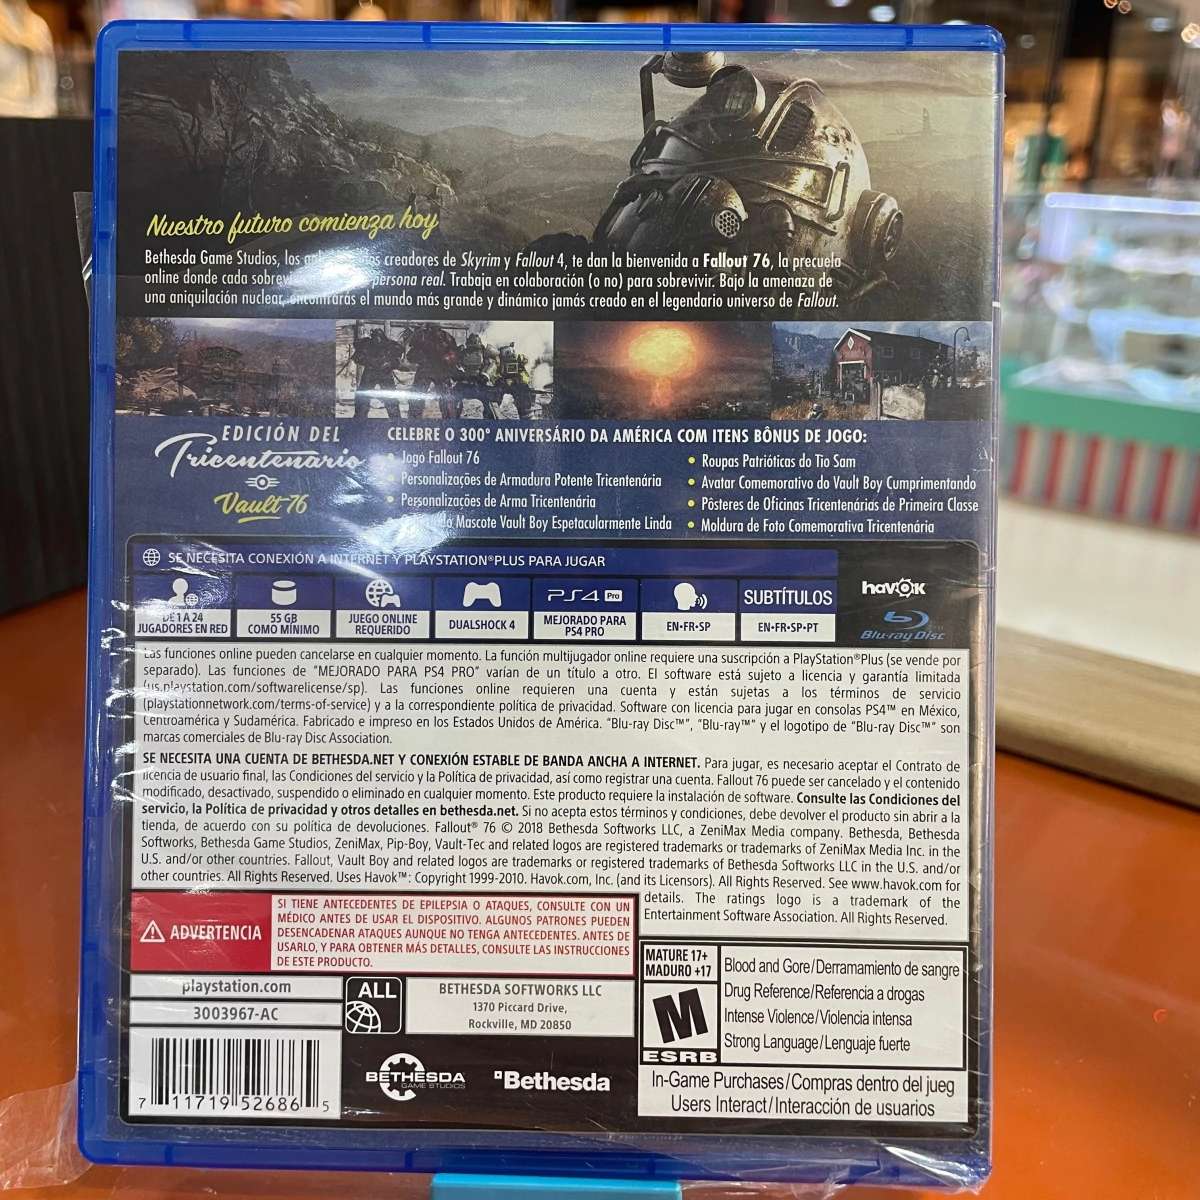 Nuestro futuro comienza hoy
Bethesda Game Studios, los creadores de Skyrim y Fallout 4, te dan la bienvenida a Fallout 76, la precuela
online donde cada persona real. Trabaja en colaboración (o no) para sobrevivir. Bajo la amenaza de
una aniquilación nuclear, encontrarás el mundo más grande y dinámico jamás creado en el legendario universo de Fallout.
EDICIÓN DEL
Tricentenario
Vault 76
CELEBRE O 300º ANIVERSÁRIO DA AMÉRICA COM ITENS BÔNUS DE JOGO:
• Jogo Fallout 76
• Personalizações de Armadura Potente Tricentenária
• Personalizações de Arma Tricentenária
Mascote Vault Boy Espetacularmente Linda
• Roupas Patrióticas do Tio Sam
• Avatar Comemorativo do Vault Boy Cumprimentando
• Pôsteres de Oficinas Tricentenárias de Primeira Classe
• Moldura de Foto Comemorativa Tricentenária
SE NECESITA CONEXIÓN A INTERNET Y PLAYSTATION®PLUS PARA JUGAR
DE 1 A 24
JUGADORES EN RED
55 GB
COMO MÍNIMO
JUEGO ONLINE
REQUERIDO
DUALSHOCK 4
PS4 Pro
MEJORADO PARA
PS4 PRO
EN•FR•SP
SUBTÍTULOS
EN•FR•SP•PT
havok
Blu-ray Disc
Las funciones online pueden cancelarse en cualquier momento. La función multijugador online requiere una suscripción a PlayStation®Plus (se vende por
separado). Las funciones de "MEJORADO PARA PS4 PRO" varían de un título a otro. El software está sujeto a licencia y garantía limitada
(us.playstation.com/softwarelicense/sp). Las funciones online requieren una cuenta y están sujetas a los términos de servicio
(playstationnetwork.com/terms-of-service) y a la correspondiente política de privacidad. Software con licencia para jugar en consolas PS4™ en México,
Centroamérica y Sudamérica. Fabricado e impreso en los Estados Unidos de América. "Blu-ray Disc™", "Blu-ray™" y el logotipo de "Blu-ray Disc™" son
marcas comerciales de Blu-ray Disc Association.
SE NECESITA UNA CUENTA DE BETHESDA.NET Y CONEXIÓN ESTABLE DE BANDA ANCHA A INTERNET. Para jugar, es necesario aceptar el Contrato de
licencia de usuario final, las Condiciones del servicio y la Política de privacidad, así como registrar una cuenta. Fallout 76 puede ser cancelado y el contenido
modificado, desactivado, suspendido o eliminado en cualquier momento. Este producto requiere la instalación de software. Consulte las Condiciones del
servicio, la Política de privacidad y otros detalles en bethesda.net. Si no acepta estos términos y condiciones, debe devolver el producto sin abrir a la
tienda, de acuerdo con su política de devoluciones. Fallout® 76 © 2018 Bethesda Softworks LLC, a ZeniMax Media company. Bethesda, Bethesda
Softworks, Bethesda Game Studios, ZeniMax, Pip-Boy, Vault-Tec and related logos are registered trademarks or trademarks of ZeniMax Media Inc. in the
U.S. and/or other countries. Fallout, Vault Boy and related logos are trademarks or registered trademarks of Bethesda Softworks LLC in the U.S. and/or
other countries. All Rights Reserved. Uses Havok™: Copyright 1999-2010. Havok.com, Inc. (and its Licensors). All Rights Reserved. See www.havok.com for
details. The ratings logo is a trademark of the
Entertainment Software Association. All Rights Reserved.
ADVERTENCIA
SI TIENE ANTECEDENTES DE EPILEPSIA O ATAQUES, CONSULTE CON UN
MÉDICO ANTES DE USAR EL DISPOSITIVO. ALGUNOS PATRONES PUEDEN
DESENCADENAR ATAQUES AUNQUE NO TENGA ANTECEDENTES. ANTES DE
USARLO, Y PARA OBTENER MÁS DETALLES, CONSULTE LAS INSTRUCCIONES
DE ESTE PRODUCTO.
playstation.com
3003967-AC
ALL
BETHESDA SOFTWORKS LLC
1370 Piccard Drive,
Rockville, MD 20850
7 11719 52686 5
BETHESDA
GAME STUDIOS
Bethesda
MATURE 17+
MADURO +17
M
ESRB
Blood and Gore/Derramamiento de sangre
Drug Reference/Referencia a drogas
Intense Violence/Violencia intensa
Strong Language/Lenguaje fuerte
In-Game Purchases/Compras dentro del jueg
Users Interact/Interacción de usuarios